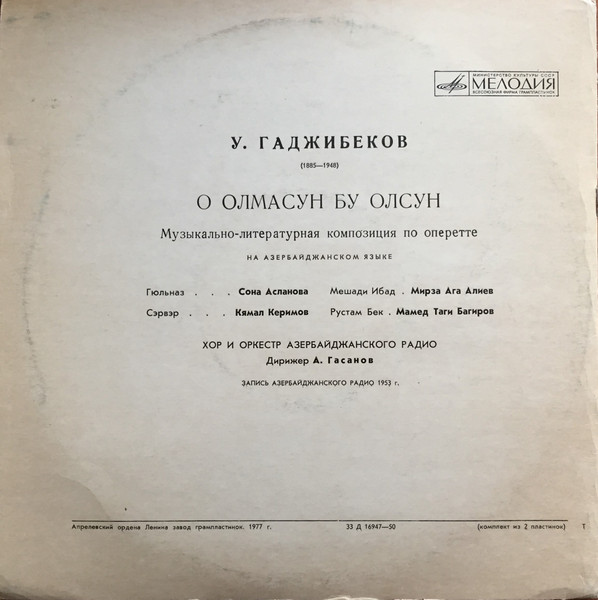 МИНИСТЕРСТВО КУЛЬТУРЫ СССР
МЕЛОДИЯ
ВСЕСОЮЗНАЯ ФИРМА ГРАМПЛАСТИНОК
У. ГАДЖИБЕКОВ
(1885—1948)
О ОЛМАСУН БУ ОЛСУН
Музыкально-литературная композиция по оперетте
НА АЗЕРБАЙДЖАНСКОМ ЯЗЫКЕ
Гюльназ . . . Сона Асланова Мешади Ибад . Мирза Ага Алиев
Сэрвэр . . . Кямал Керимов Рустам Бек . Мамед Таги Багиров
ХОР И ОРКЕСТР АЗЕРБАЙДЖАНСКОГО РАДИО
Дирижер А. Гасанов
ЗАПИСЬ АЗЕРБАЙДЖАНСКОГО РАДИО 1953 г.
Апрелевский ордена Ленина завод грампластинок. 1977 г. 33 Д 16947—50 (комплект из 2 пластинок) 1